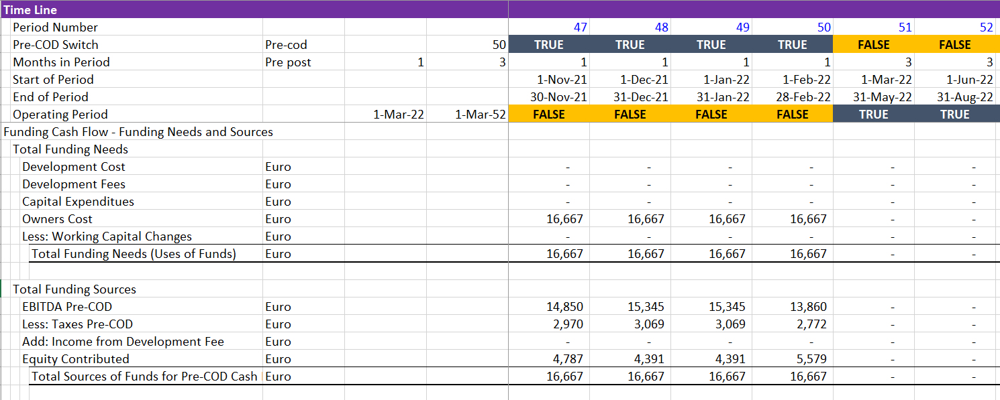 Time Line
Period Number 47 48 49 50 51 52
Pre-COD Switch Pre-cod 50 TRUE TRUE TRUE TRUE FALSE FALSE
Months in Period Pre post 1 3 1 1 1 1 3 3
Start of Period 1-Nov-21 1-Dec-21 1-Jan-22 1-Feb-22 1-Mar-22 1-Jun-22
End of Period 30-Nov-21 31-Dec-21 31-Jan-22 28-Feb-22 31-May-22 31-Aug-22
Operating Period 1-Mar-22 1-Mar-52 FALSE FALSE FALSE FALSE TRUE TRUE
Funding Cash Flow - Funding Needs and Sources
Total Funding Needs
Development Cost Euro - - - - - -
Development Fees Euro - - - - - -
Capital Expenditues Euro - - - - - -
Owners Cost Euro 16,667 16,667 16,667 16,667 - -
Less: Working Capital Changes Euro - - - - - -
Total Funding Needs (Uses of Funds) Euro 16,667 16,667 16,667 16,667 - -
Total Funding Sources
EBITDA Pre-COD Euro 14,850 15,345 15,345 13,860 - -
Less: Taxes Pre-COD Euro 2,970 3,069 3,069 2,772 - -
Add: Income from Development Fee Euro - - - - - -
Equity Contributed Euro 4,787 4,391 4,391 5,579 - -
Total Sources of Funds for Pre-COD Cash Euro 16,667 16,667 16,667 16,667 - -